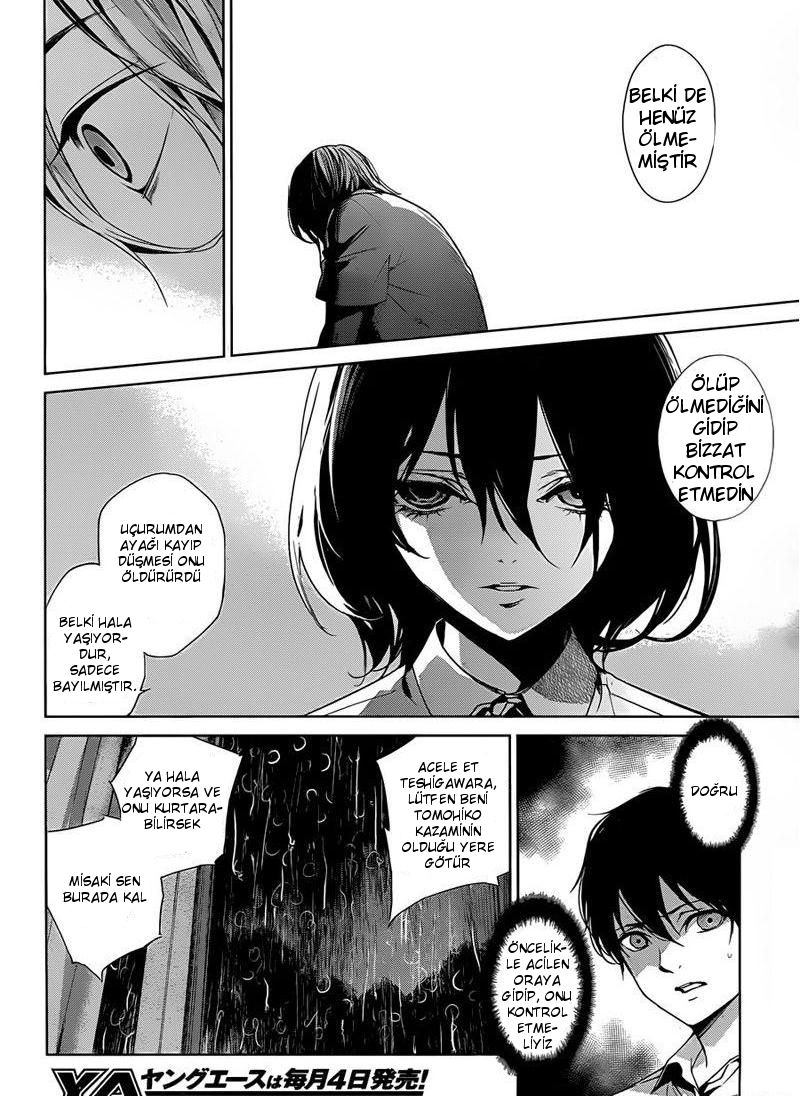 BELKİ DE
HENÜZ
ÖLME-
MİŞTİR
ÖLÜP
ÖLMEDİĞİNİ
GİDİP
BİZZAT
KONTROL
ETMEDİN
UÇURUMDAN
AYAĞI KAYIP
DÜŞMESİ ONU
ÖLDÜRÜRDÜ
BELKİ HALA
YAŞIYOR-
DUR,
SADECE
BAYILMIŞTIR...
DOĞRU
ÖNCELİK-
LE ACİLEN
ORAYA
GİDİP, ONU
KONTROL
ETME-
LİYİZ
ACELE ET
TESHIGAWARA,
LÜTFEN BENİ
TOMOHIKO
KAZAMİNİN
OLDUĞU YERE
GÖTÜR
YA HALA
YAŞIYORSA VE
ONU KURTARA-
BİLİRSEK
MİSAKİ SEN
BURADA KAL
YA ヤングエースは毎月4日発売!